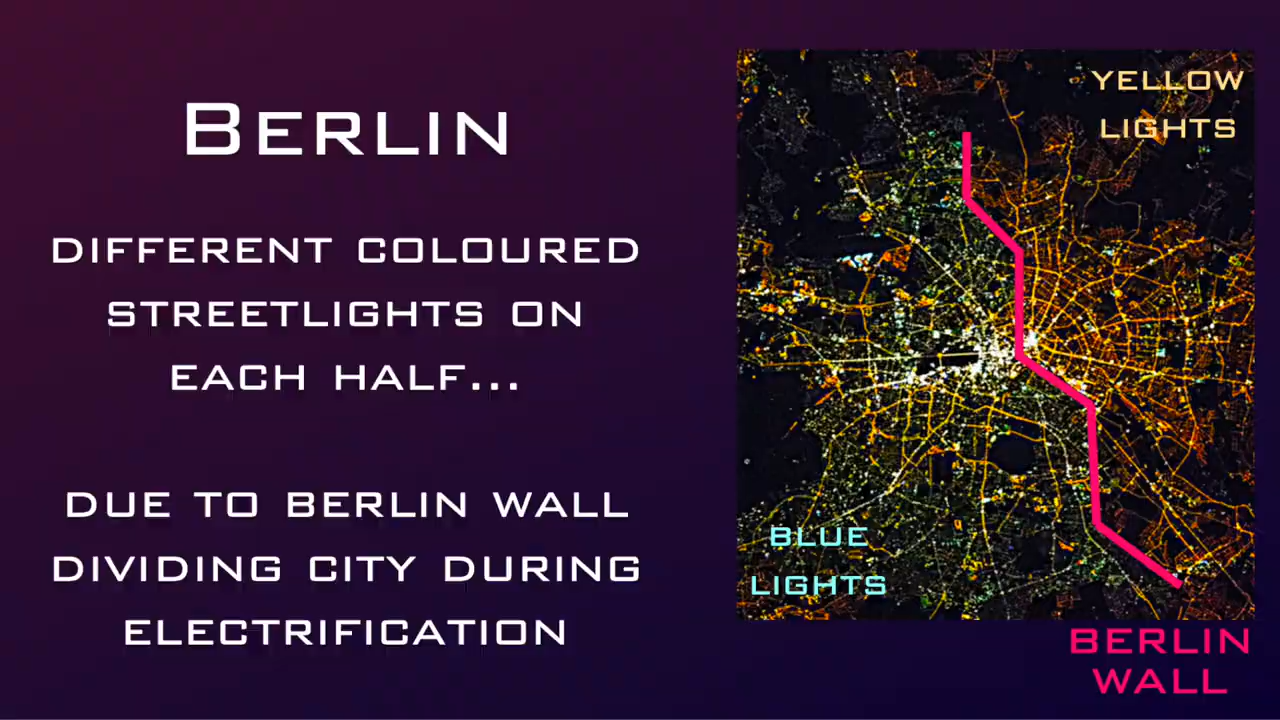 BERLIN
DIFFERENT COLOURED
STREETLIGHTS ON
EACH HALF...
DUE TO BERLIN WALL
DIVIDING CITY DURING
ELECTRIFICATION
YELLOW
LIGHTS
BLUE
LIGHTS
BERLIN
WALL